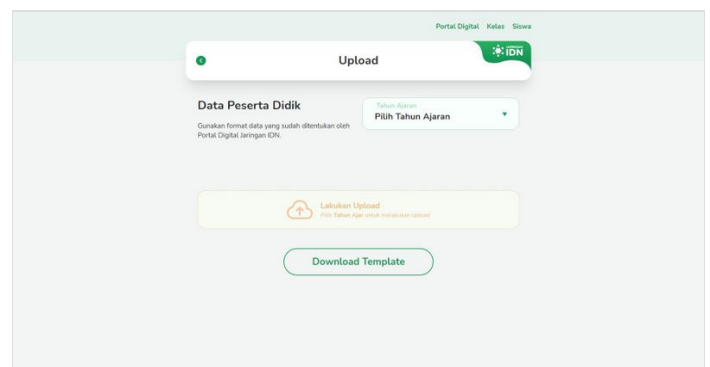 Portal Digital Kelas Siswa
Upload
IDN
Data Peserta Didik
Gunakan format data yang sudah ditentukan oleh
Portal Digital Jaringan IDN.
Tahun Ajaran
Pilih Tahun Ajaran
Lakukan Upload
Pilih Tahun Ajar untuk melakukan upload
Download Template